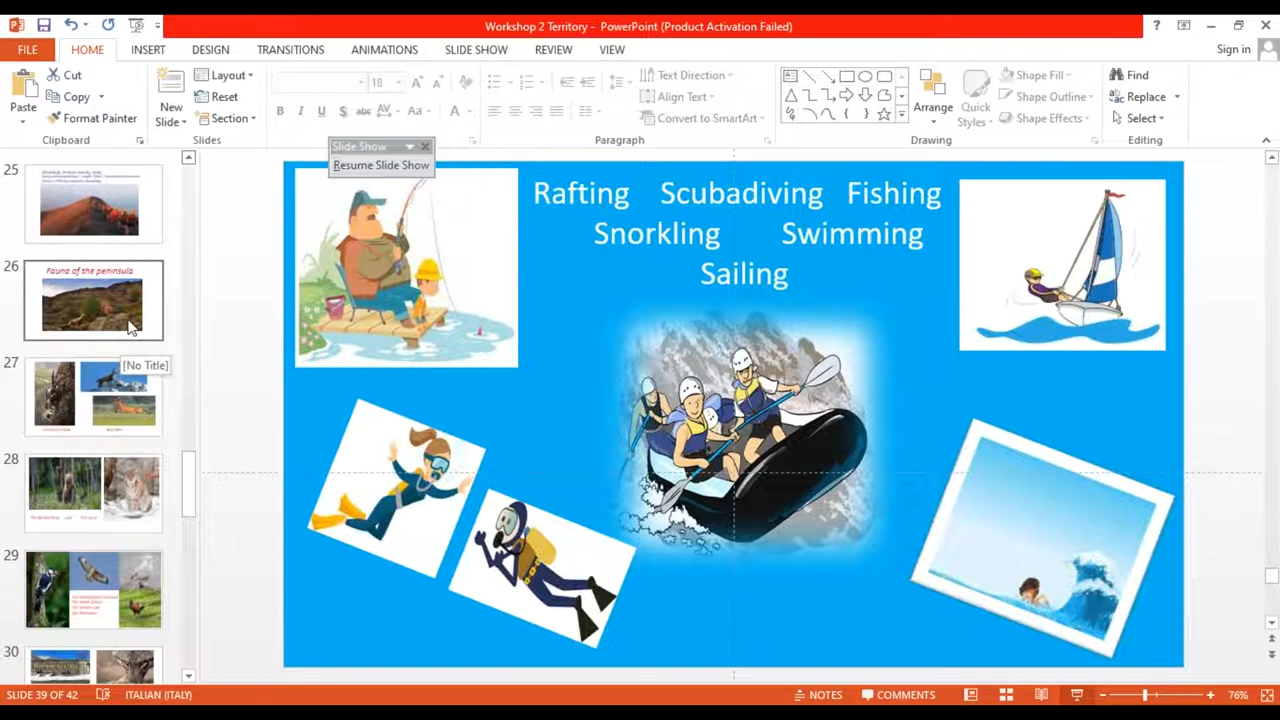 Workshop 2 Territory - PowerPoint (Product Activation Failed)
FILE HOME INSERT DESIGN TRANSITIONS ANIMATIONS SLIDE SHOW REVIEW VIEW Sign in
Paste
Cut
Copy
Format Painter
Clipboard
New Slide
Layout
Reset
Section
Slides
18
B I U S abc AV Aa A
Text Direction
Align Text
Convert to SmartArt
Paragraph
Drawing
Arrange
Quick Styles
Shape Fill
Shape Outline
Shape Effects
Find
Replace
Select
Editing
Slide Show
Resume Slide Show
25
26
Fauna of the peninsula
[No Title]
27
28
29
30
Rafting Scubadiving Fishing
Snorkling Swimming
Sailing
SLIDE 39 OF 42 ITALIAN (ITALY) NOTES COMMENTS 76%